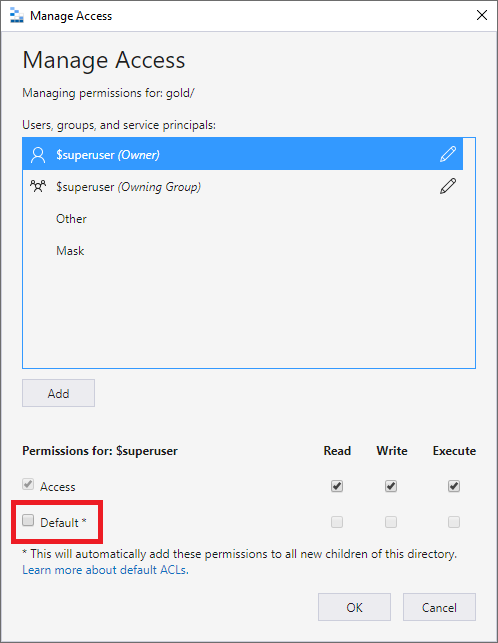 Manage Access
Manage Access
Managing permissions for: gold/
Users, groups, and service principals:
$superuser (Owner)
$superuser (Owning Group)
Other
Mask
Add
Permissions for: $superuser Read Write Execute
Access
Default *
* This will automatically add these permissions to all new children of this directory.
Learn more about default ACLs.
OK Cancel